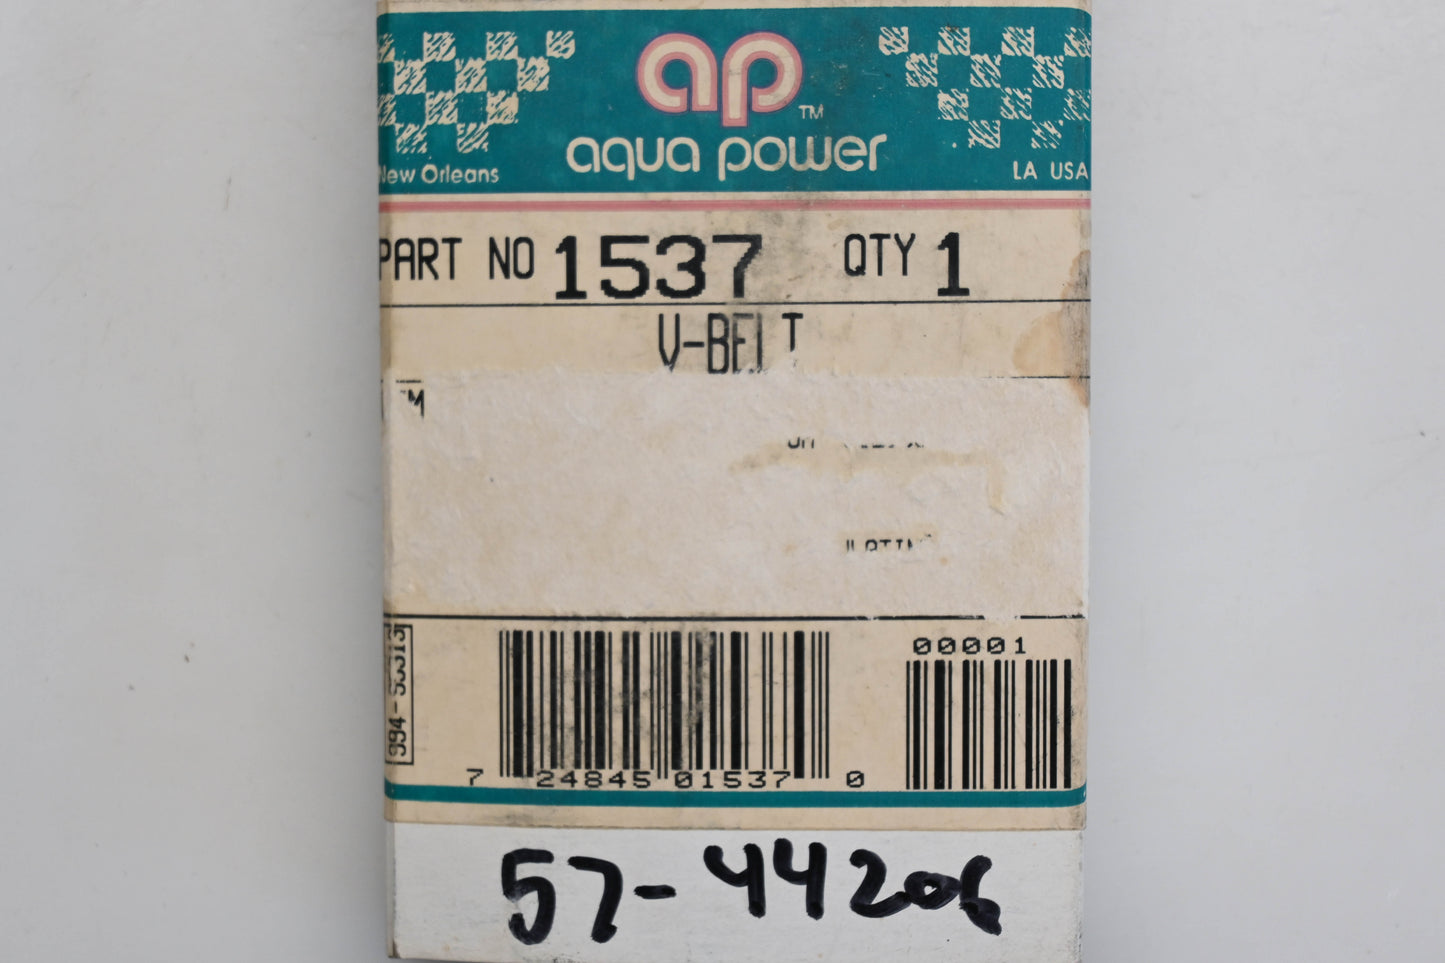 ap TM
aqua power
New Orleans
LA USA
PART NO 1537 QTY 1
V-BELT
00001
7 24845 01537 0
57-44206